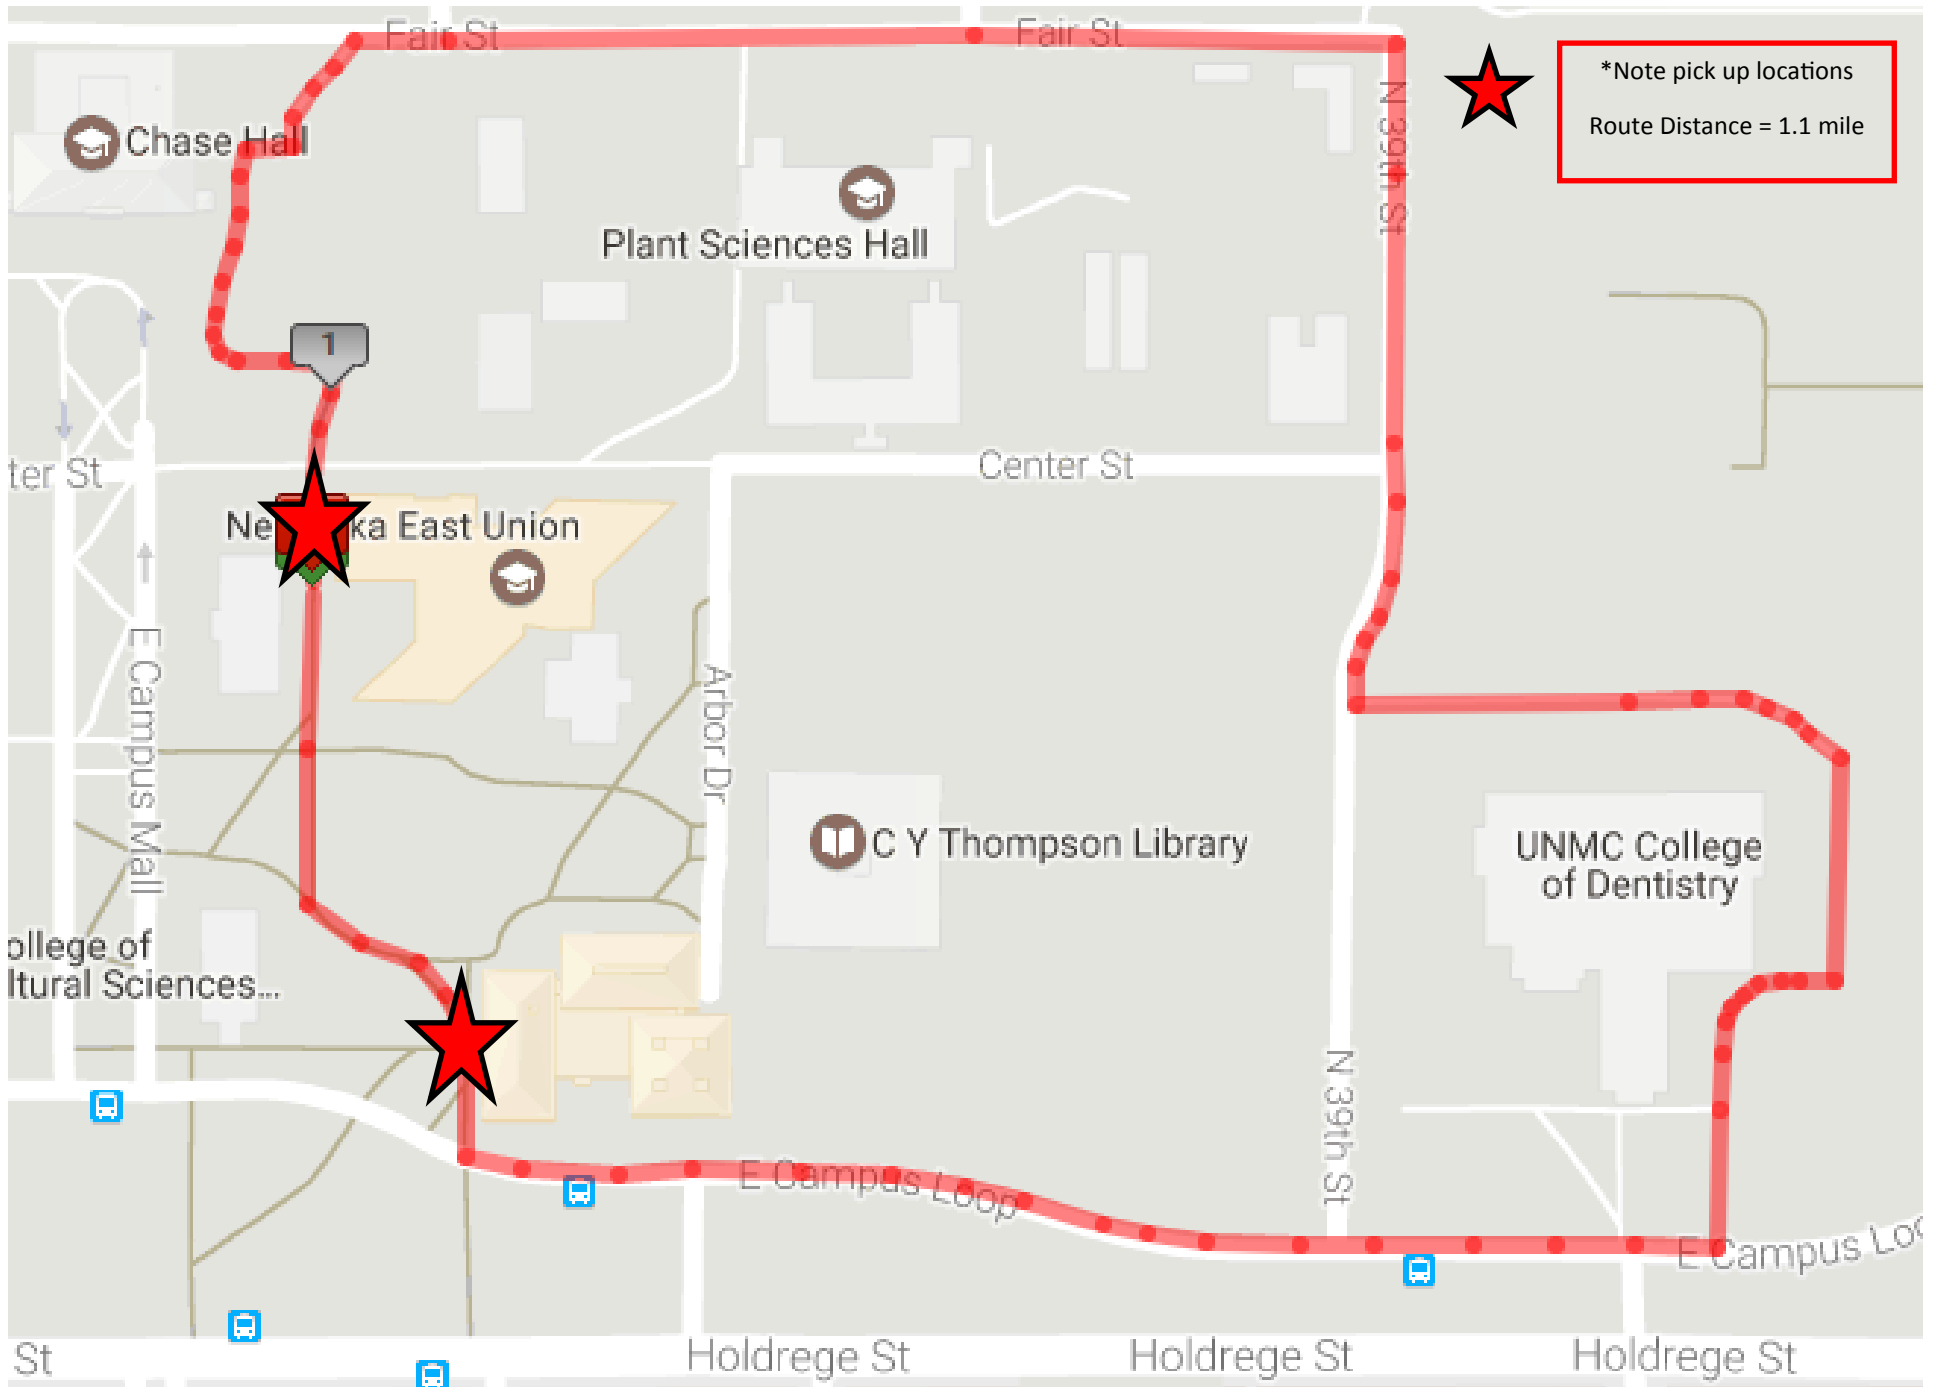 Fair St
Fair St
*Note pick up locations
Route Distance = 1.1 mile
N 39th St
Chase Hall
Plant Sciences Hall
1
ter St
Center St
Ne ka East Union
E Campus Mall
Arbor Dr
C Y Thompson Library
UNMC College
of Dentistry
ollege of
ltural Sciences...
N 39th St
E Campus Loop
E Campus Loo
St
Holdrege St
Holdrege St
Holdrege St